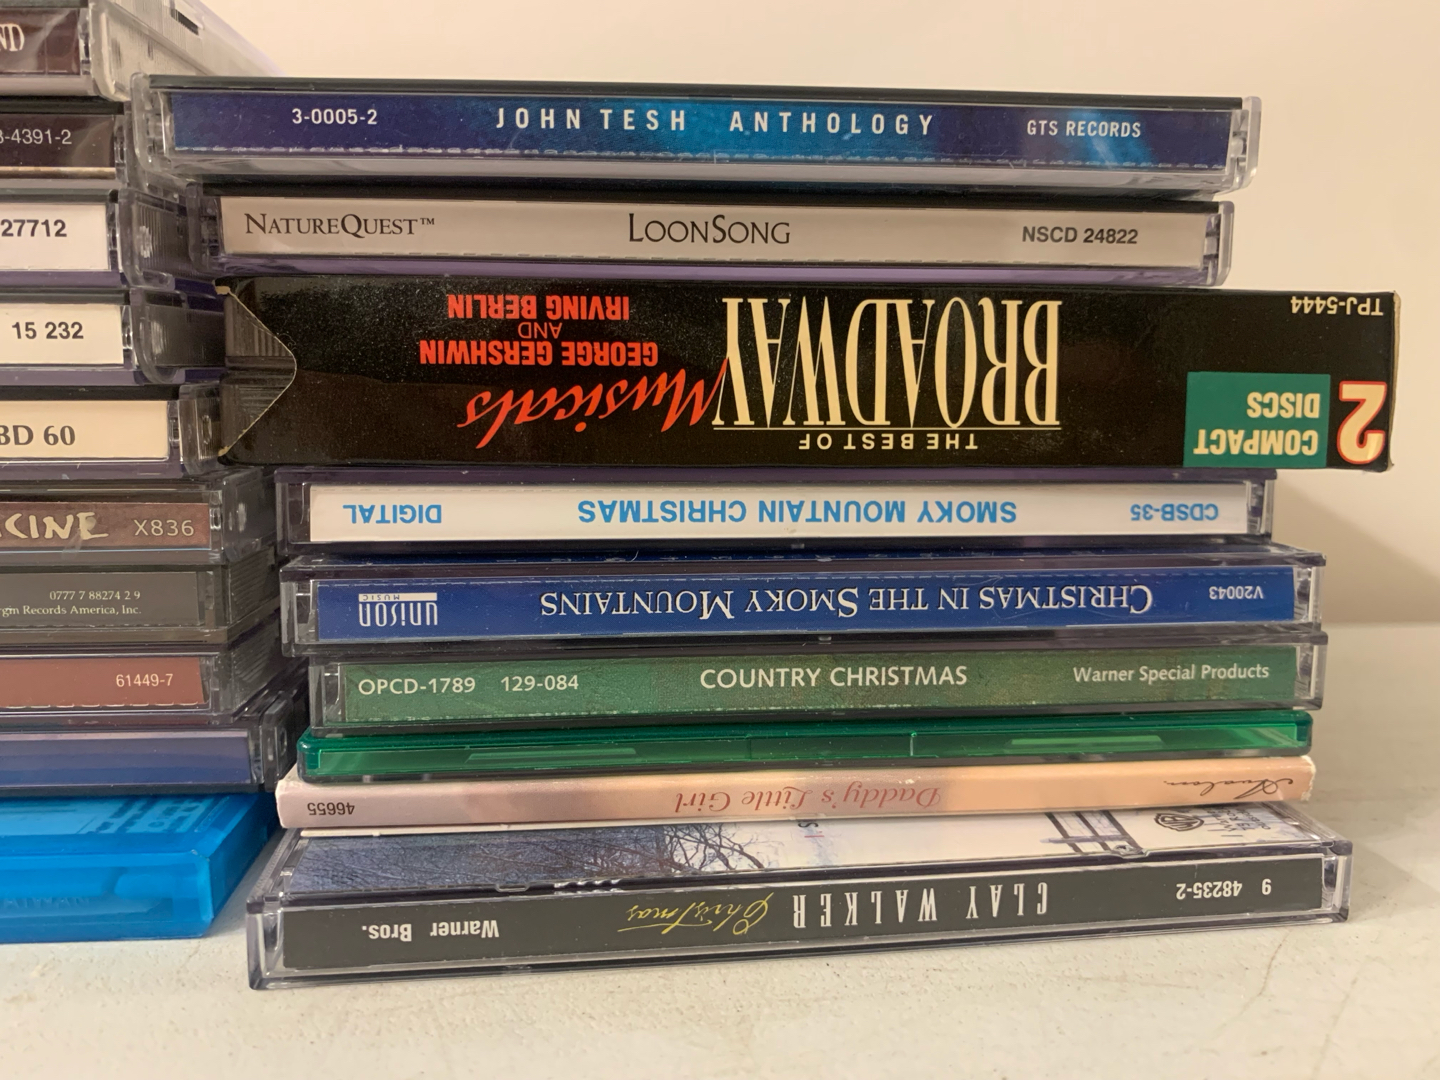 ND
3-4391-2
27712
15 232
BD 60
CINE X836
0777 7 88274 2 9
gin Records America, Inc.
61449-7
3-0005-2 JOHN TESH ANTHOLOGY GTS RECORDS
NATUREQUEST™ LOONSONG NSCD 24822
TPJ-5444
2 COMPACT DISCS
THE BEST OF
BROADWAY
Musicals
GEORGE GERSHWIN
AND
IRVING BERLIN
CDSB-35 SMOKY MOUNTAIN CHRISTMAS DIGITAL
V20043 CHRISTMAS IN THE SMOKY MOUNTAINS UNISON MUSIC
OPCD-1789 129-084 COUNTRY CHRISTMAS Warner Special Products
Avalon Daddy's Little Girl 46655
9 48235-2 CLAY WALKER Christmas Warner Bros.